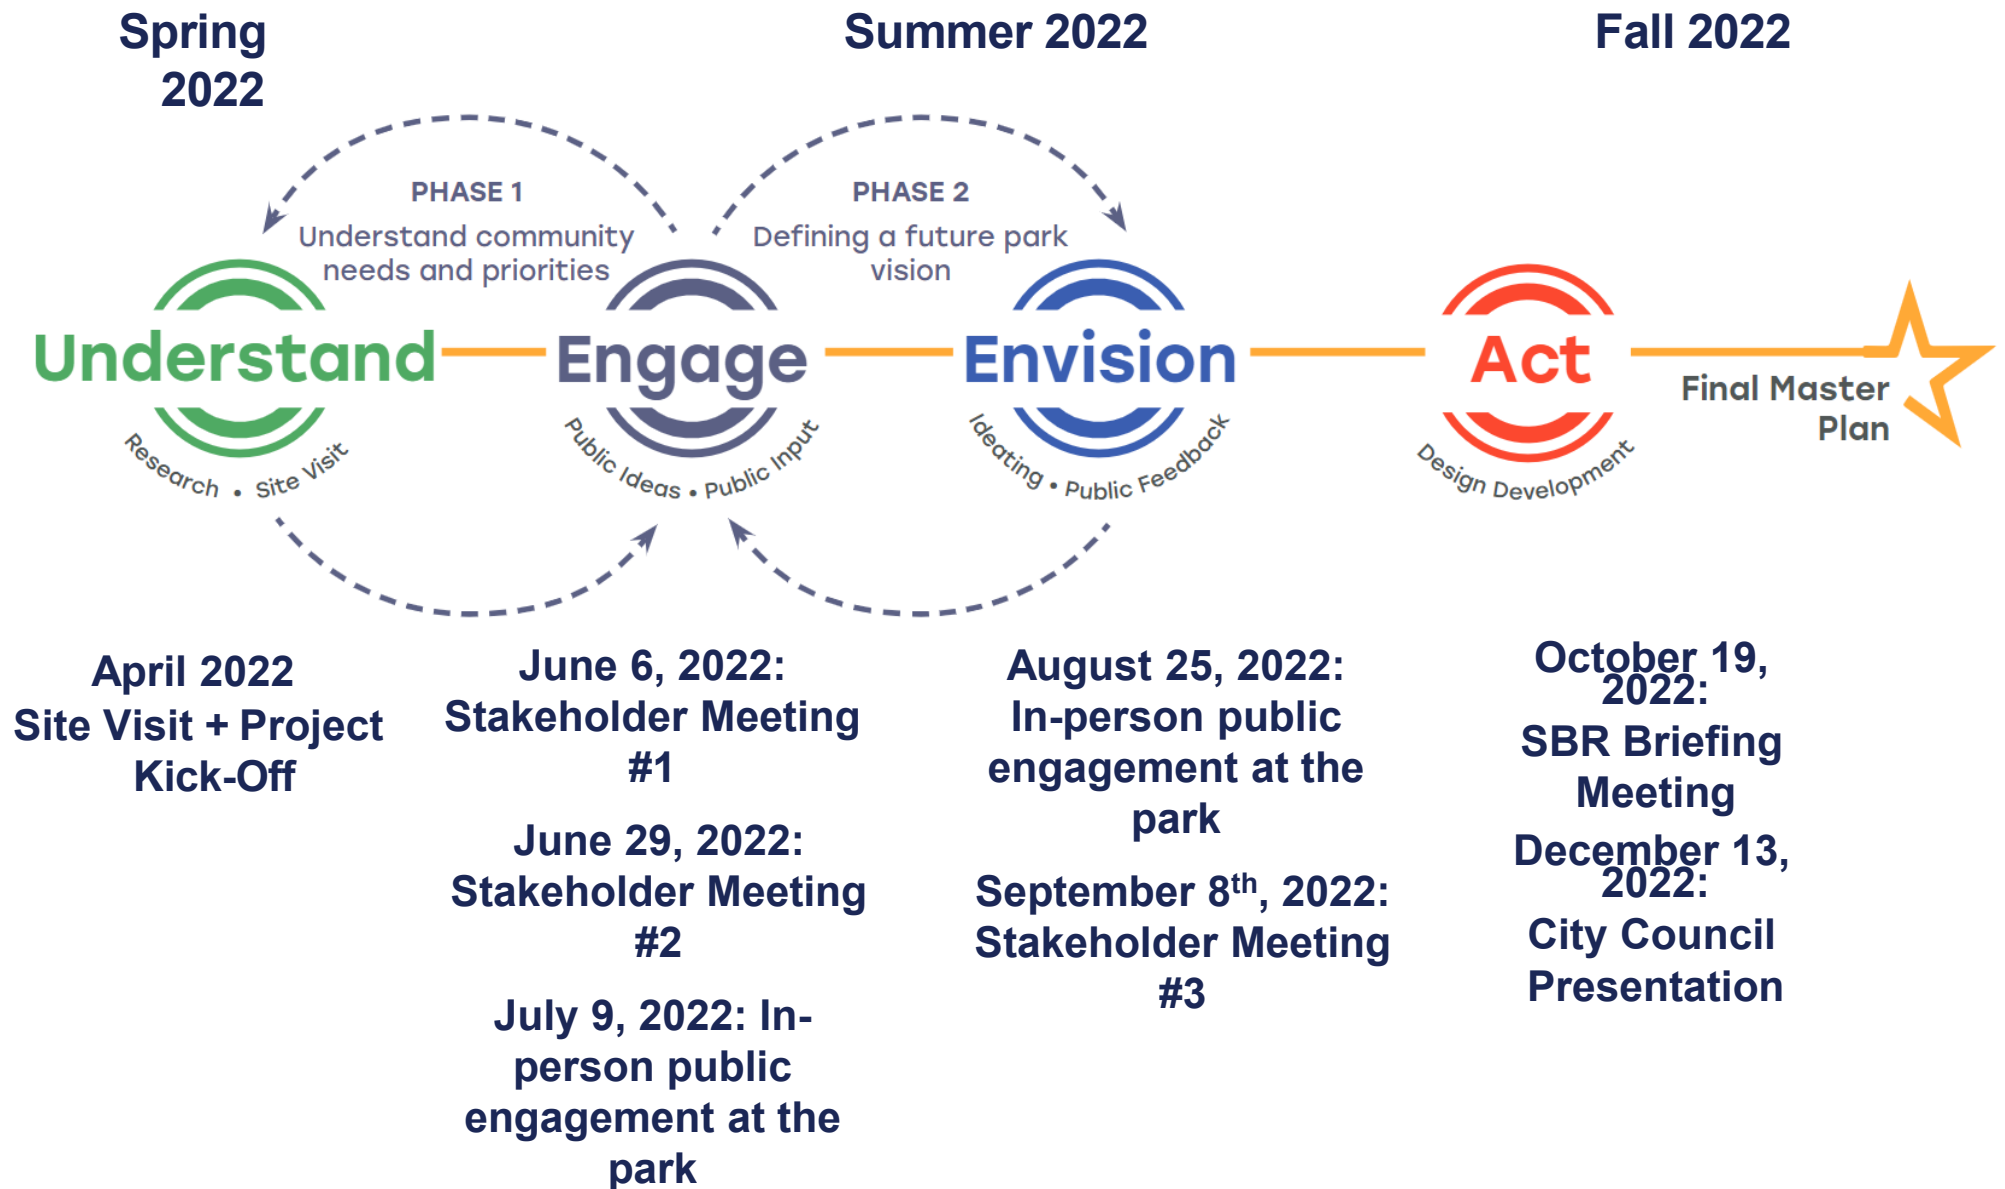 Spring
2022
Summer 2022
Fall 2022
PHASE 1
Understand community
needs and priorities
PHASE 2
Defining a future park
vision
Understand
Research • Site Visit
Engage
Public Ideas • Public Input
Envision
Ideating • Public Feedback
Act
Design Development
Final Master
Plan
April 2022
Site Visit + Project
Kick-Off
June 6, 2022:
Stakeholder Meeting
#1
June 29, 2022:
Stakeholder Meeting
#2
July 9, 2022: In-
person public
engagement at the
park
August 25, 2022:
In-person public
engagement at the
park
September 8th, 2022:
Stakeholder Meeting
#3
October 19,
2022:
SBR Briefing
Meeting
December 13,
2022:
City Council
Presentation